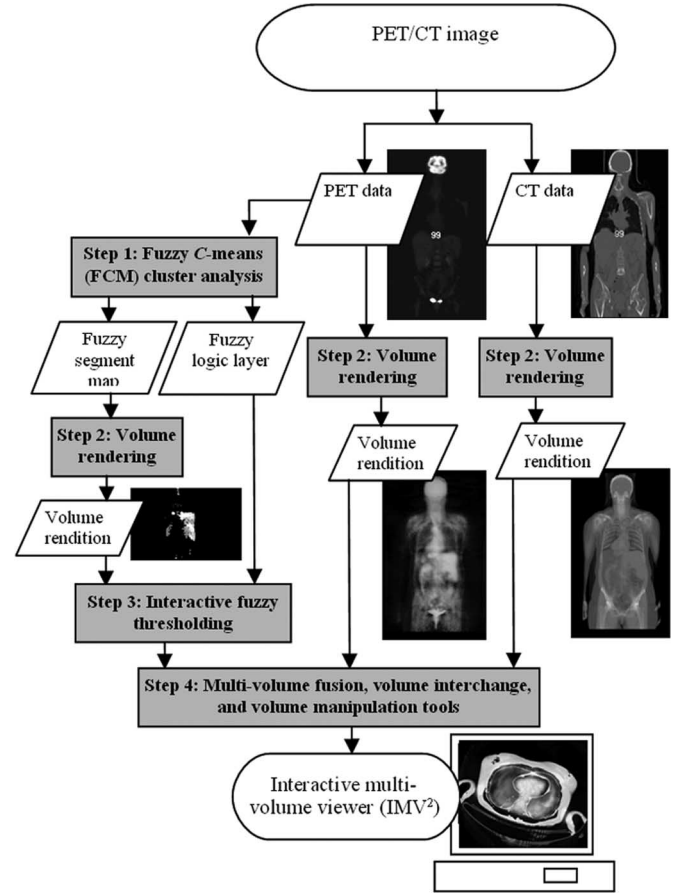 PET/CT image
PET data
CT data
99
99
Step 1: Fuzzy C-means
(FCM) cluster analysis
Fuzzy
segment
map
Fuzzy
logic layer
Step 2: Volume
rendering
Step 2: Volume
rendering
Step 2: Volume
rendering
Volume
rendition
Volume
rendition
Volume
rendition
Step 3: Interactive fuzzy
thresholding
Step 4: Multi-volume fusion, volume interchange,
and volume manipulation tools
Interactive multi-
volume viewer (IMV²)